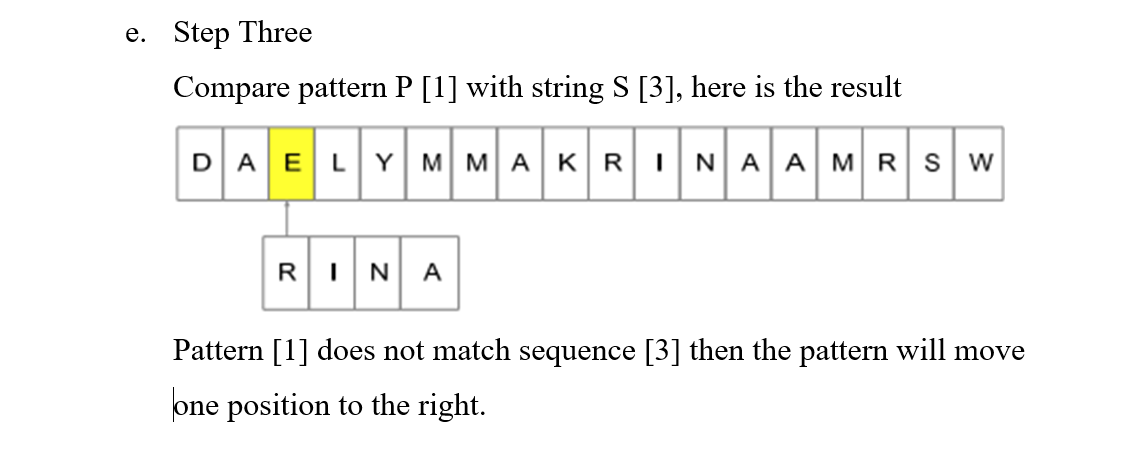 e. Step Three
Compare pattern P [1] with string S [3], here is the result
D A E L Y M M A K R I N A A M R S W
R I N A
Pattern [1] does not match sequence [3] then the pattern will move
one position to the right.